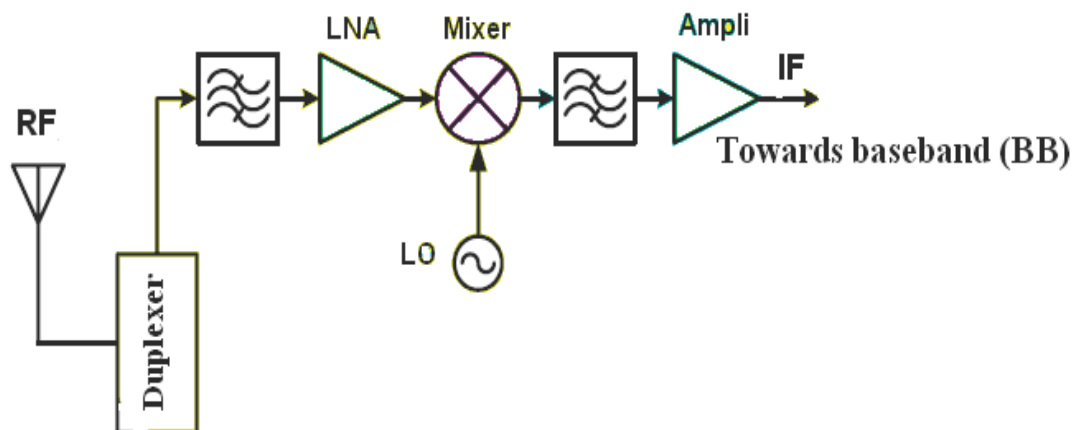 LNA
Mixer
Ampli
IF
RF
Towards baseband (BB)
LO
Duplexer